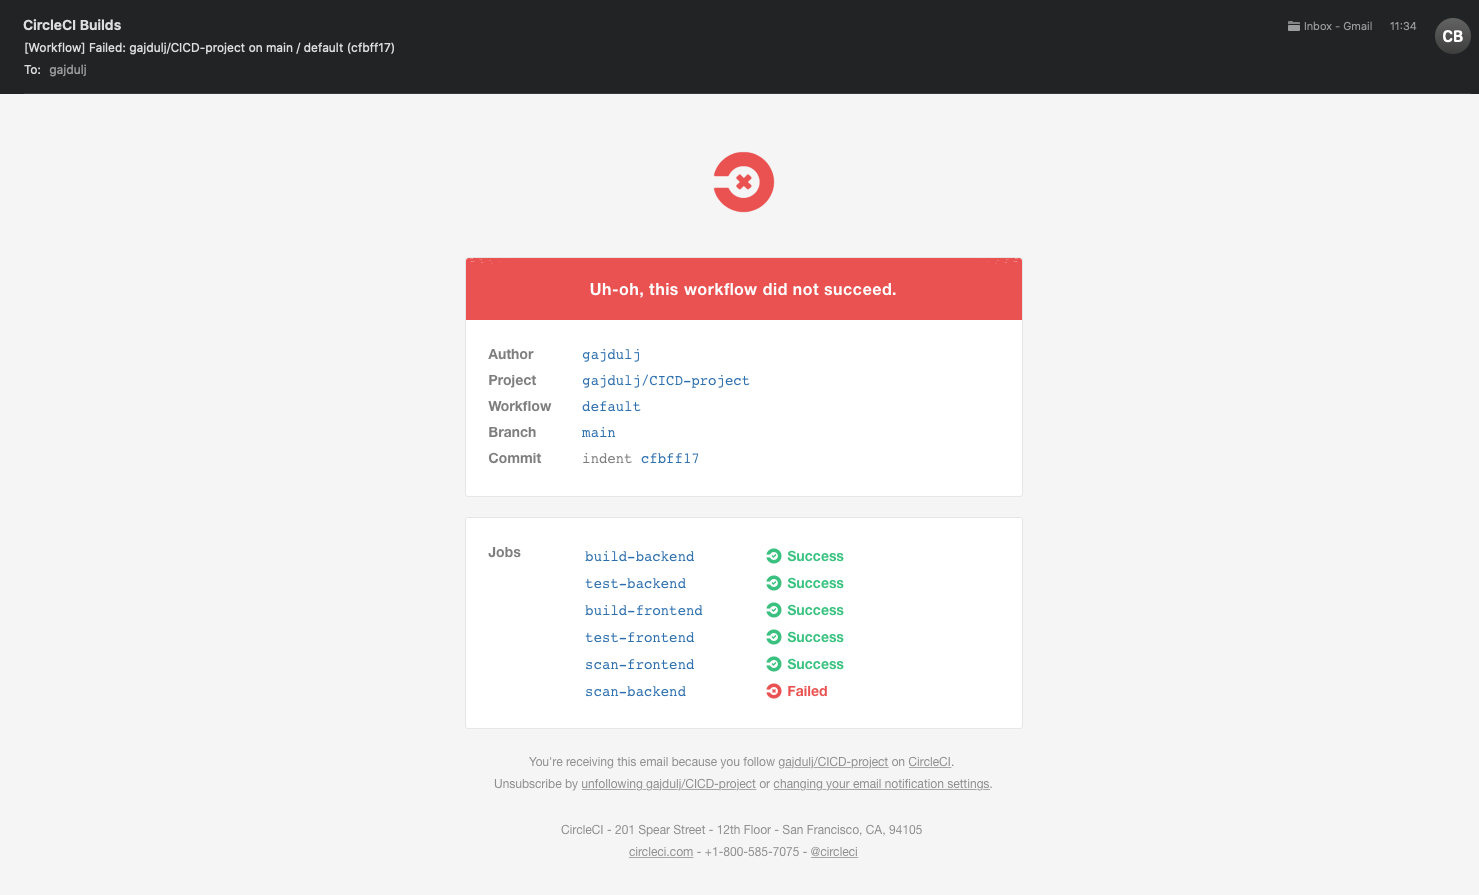 CircleCI Builds
Inbox - Gmail 11:34
CB
[Workflow] Failed: gajdulj/CICD-project on main / default (cfbff17)
To: gajdulj
Uh-oh, this workflow did not succeed.
Author gajdulj
Project gajdulj/CICD-project
Workflow default
Branch main
Commit indent cfbff17
Jobs build-backend Success
test-backend Success
build-frontend Success
test-frontend Success
scan-frontend Success
scan-backend Failed
You're receiving this email because you follow gajdulj/CICD-project on CircleCI.
Unsubscribe by unfollowing gajdulj/CICD-project or changing your email notification settings.
CircleCI - 201 Spear Street - 12th Floor - San Francisco, CA, 94105
circleci.com - +1-800-585-7075 - @circleci